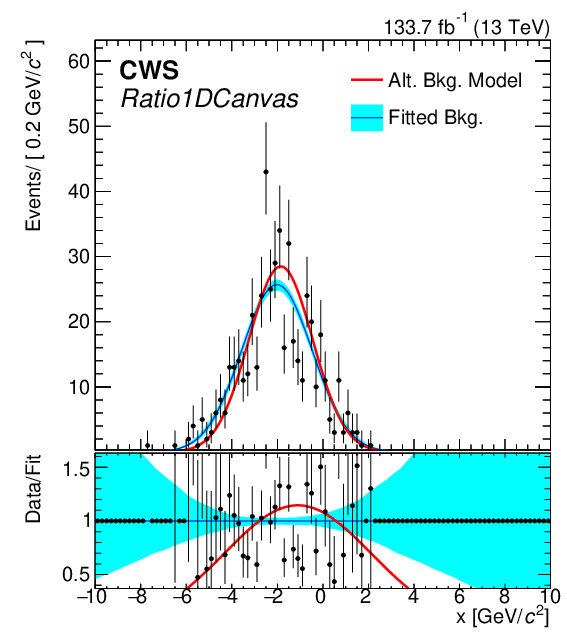 133.7 fb⁻¹ (13 TeV)
CWS
Ratio1DCanvas
Alt. Bkg. Model
Fitted Bkg.
Events/ [ 0.2 GeV/c² ]
60
50
40
30
20
10
Data/Fit
1.5
1
0.5
−10 −8 −6 −4 −2 0 2 4 6 8 10
x [GeV/c²]